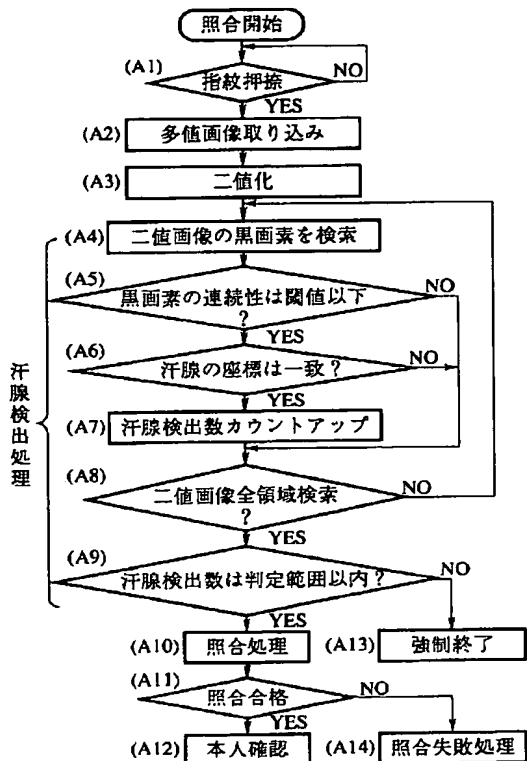 照合開始
(A1)
指紋押捺
NO
YES
(A2)
多値画像取り込み
(A3)
二値化
(A4)
二値画像の黒画素を検索
(A5)
黒画素の連続性は閾値以下
?
NO
YES
(A6)
汗腺の座標は一致?
NO
YES
(A7)
汗腺検出数カウントアップ
(A8)
二値画像全領域検索
?
NO
YES
(A9)
汗腺検出数は判定範囲以内?
NO
YES
汗腺検出処理
(A10)
照合処理
(A13)
強制終了
(A11)
照合合格
NO
YES
(A12)
本人確認
(A14)
照合失敗処理